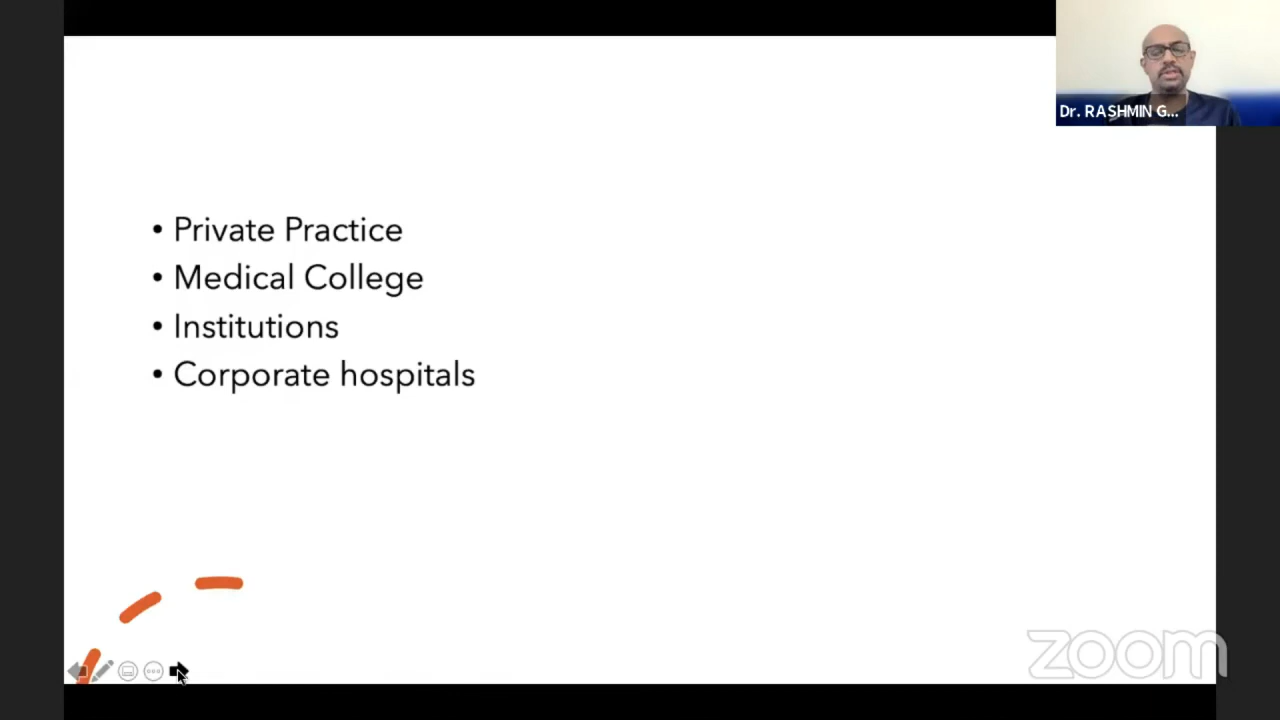 Dr. RASHMIN G...
• Private Practice
• Medical College
• Institutions
• Corporate hospitals
zoom